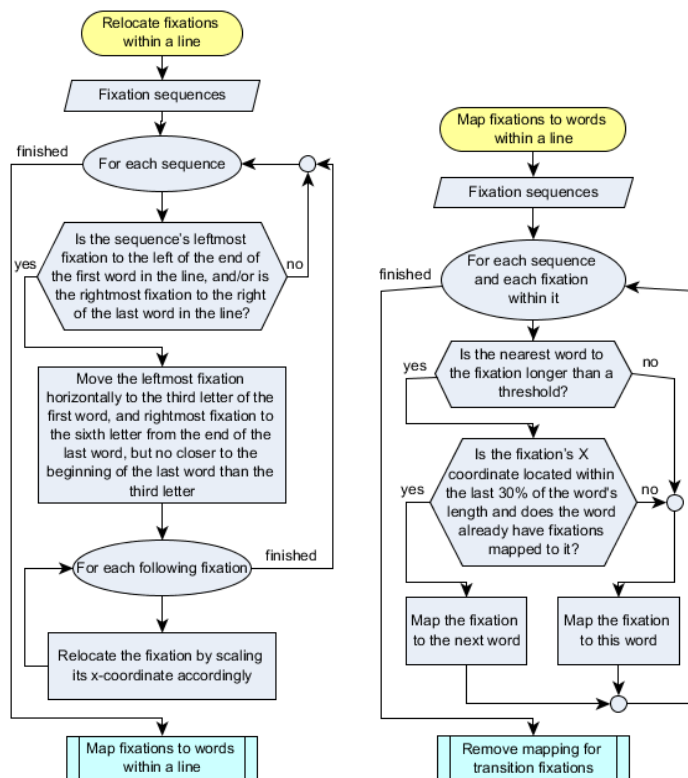 Relocate fixations
within a line
Fixation sequences
finished
For each sequence
Is the sequence's leftmost
fixation to the left of the end of
the first word in the line, and/or is
the rightmost fixation to the right
of the last word in the line?
yes
no
Move the leftmost fixation
horizontally to the third letter of the
first word, and rightmost fixation to
the sixth letter from the end of the
last word, but no closer to the
beginning of the last word than the
third letter
For each following fixation
finished
Relocate the fixation by scaling
its x-coordinate accordingly
Map fixations to words
within a line
Map fixations to words
within a line
Fixation sequences
finished
For each sequence
and each fixation
within it
Is the nearest word to
the fixation longer than a
threshold?
yes
no
Is the fixation's X
coordinate located within
the last 30% of the word's
length and does the word
already have fixations
mapped to it?
yes
no
Map the fixation
to the next word
Map the fixation
to this word
Remove mapping for
transition fixations